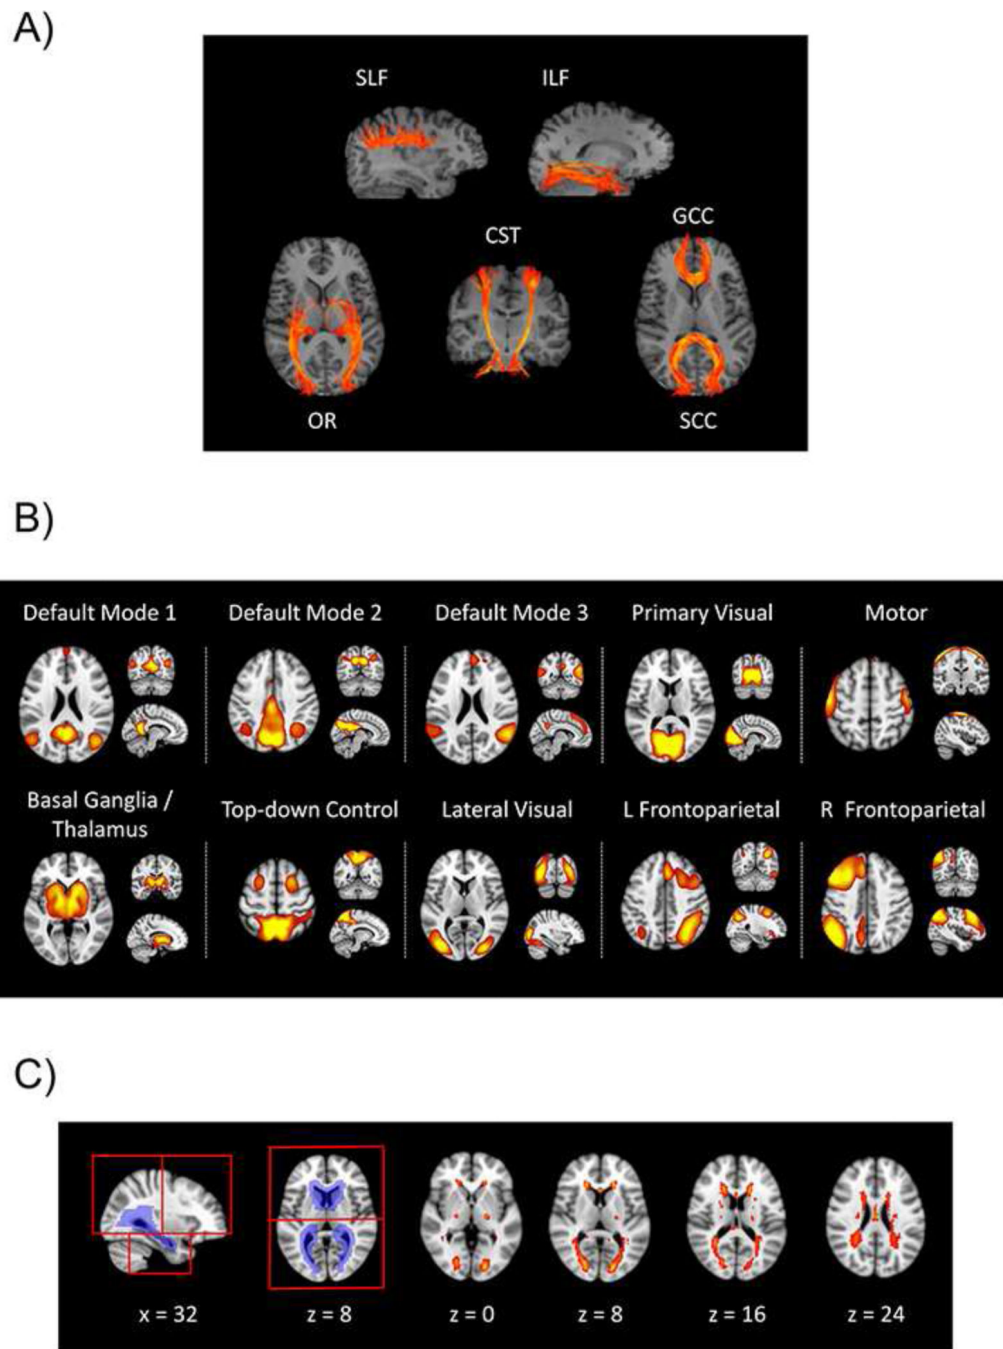 A)
SLF ILF
GCC
CST
OR SCC
B)
Default Mode 1 Default Mode 2 Default Mode 3 Primary Visual Motor
Basal Ganglia / Thalamus Top-down Control Lateral Visual L Frontoparietal R Frontoparietal
C)
x = 32 z = 8 z = 0 z = 8 z = 16 z = 24